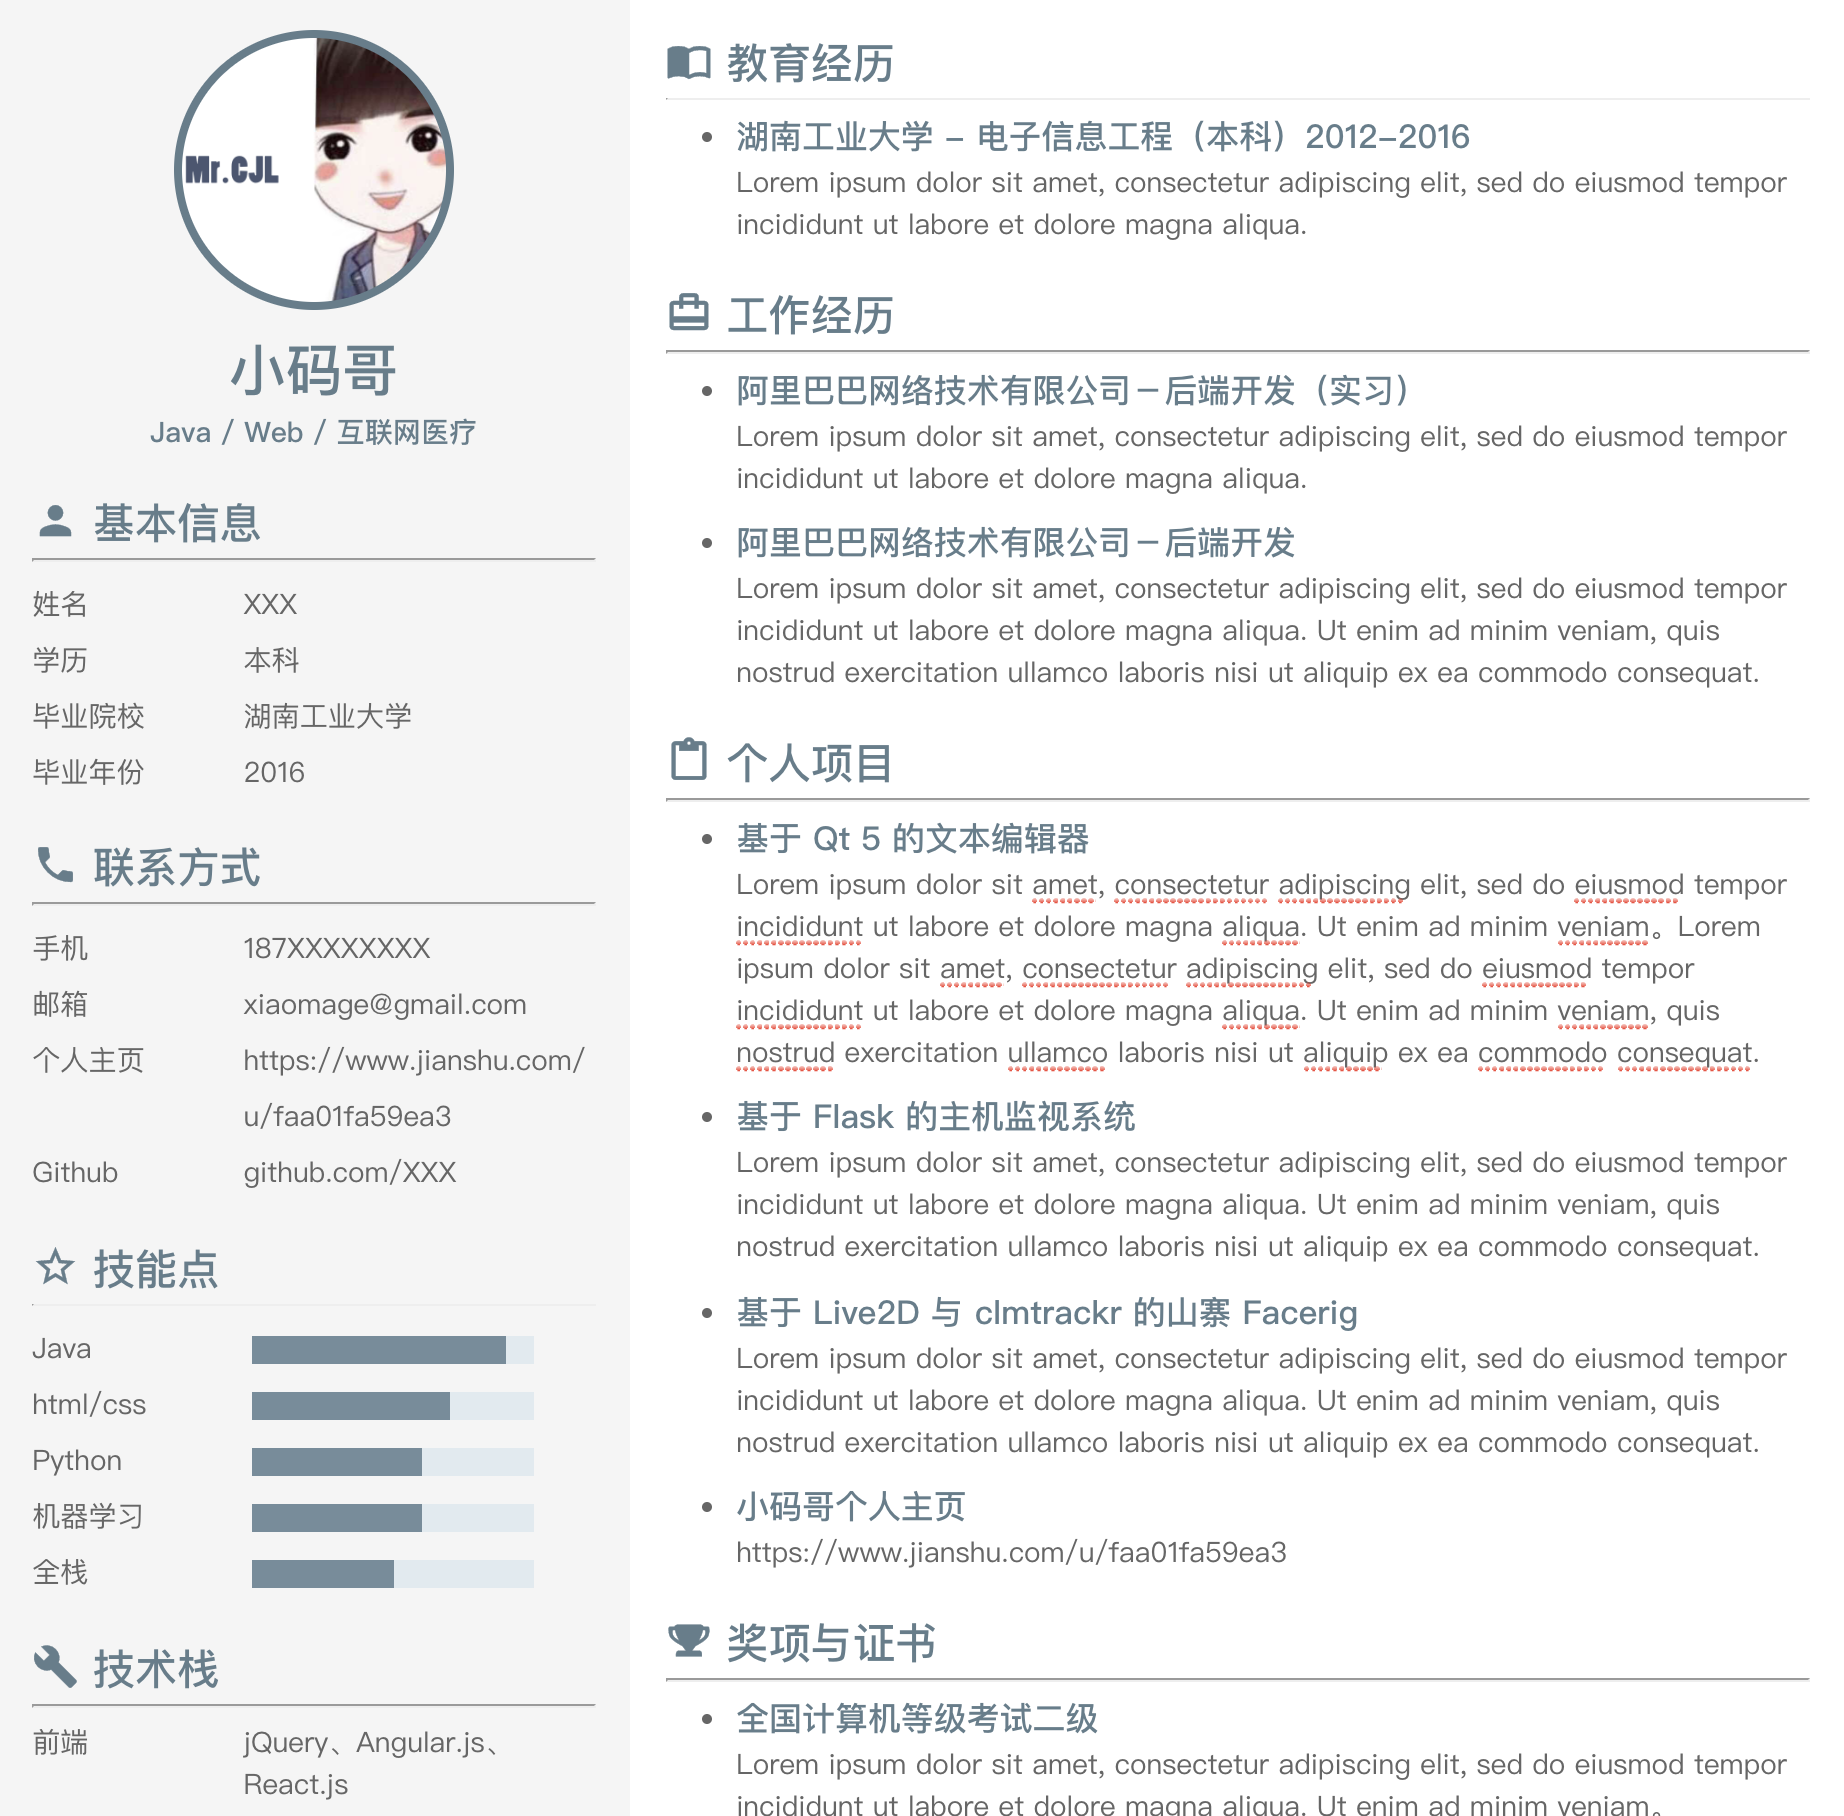 Mr.CJL
小码哥
Java / Web / 互联网医疗
基本信息
姓名 XXX
学历 本科
毕业院校 湖南工业大学
毕业年份 2016
联系方式
手机 187XXXXXXXX
邮箱 xiaomage@gmail.com
个人主页 https://www.jianshu.com/
u/faa01fa59ea3
Github github.com/XXX
技能点
Java
html/css
Python
机器学习
全栈
技术栈
前端 jQuery、Angular.js、
React.js
教育经历
湖南工业大学 – 电子信息工程（本科）2012–2016
Lorem ipsum dolor sit amet, consectetur adipiscing elit, sed do eiusmod tempor
incididunt ut labore et dolore magna aliqua.
工作经历
阿里巴巴网络技术有限公司－后端开发（实习）
Lorem ipsum dolor sit amet, consectetur adipiscing elit, sed do eiusmod tempor
incididunt ut labore et dolore magna aliqua.
阿里巴巴网络技术有限公司－后端开发
Lorem ipsum dolor sit amet, consectetur adipiscing elit, sed do eiusmod tempor
incididunt ut labore et dolore magna aliqua. Ut enim ad minim veniam, quis
nostrud exercitation ullamco laboris nisi ut aliquip ex ea commodo consequat.
个人项目
基于 Qt 5 的文本编辑器
Lorem ipsum dolor sit amet, consectetur adipiscing elit, sed do eiusmod tempor
incididunt ut labore et dolore magna aliqua. Ut enim ad minim veniam。Lorem
ipsum dolor sit amet, consectetur adipiscing elit, sed do eiusmod tempor
incididunt ut labore et dolore magna aliqua. Ut enim ad minim veniam, quis
nostrud exercitation ullamco laboris nisi ut aliquip ex ea commodo consequat.
基于 Flask 的主机监视系统
Lorem ipsum dolor sit amet, consectetur adipiscing elit, sed do eiusmod tempor
incididunt ut labore et dolore magna aliqua. Ut enim ad minim veniam, quis
nostrud exercitation ullamco laboris nisi ut aliquip ex ea commodo consequat.
基于 Live2D 与 clmtrackr 的山寨 Facerig
Lorem ipsum dolor sit amet, consectetur adipiscing elit, sed do eiusmod tempor
incididunt ut labore et dolore magna aliqua. Ut enim ad minim veniam, quis
nostrud exercitation ullamco laboris nisi ut aliquip ex ea commodo consequat.
小码哥个人主页
https://www.jianshu.com/u/faa01fa59ea3
奖项与证书
全国计算机等级考试二级
Lorem ipsum dolor sit amet, consectetur adipiscing elit, sed do eiusmod tempor
incididunt ut labore et dolore magna aliqua. Ut enim ad minim veniam。